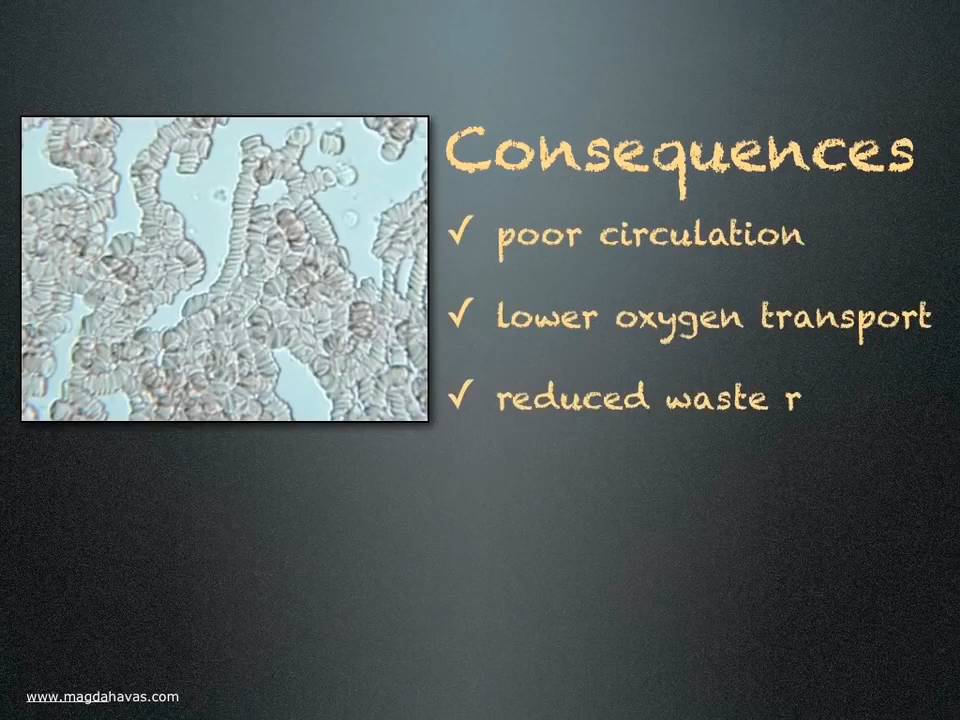 Consequences
✓ poor circulation
✓ lower oxygen transport
✓ reduced waste r
www.magdahavas.com